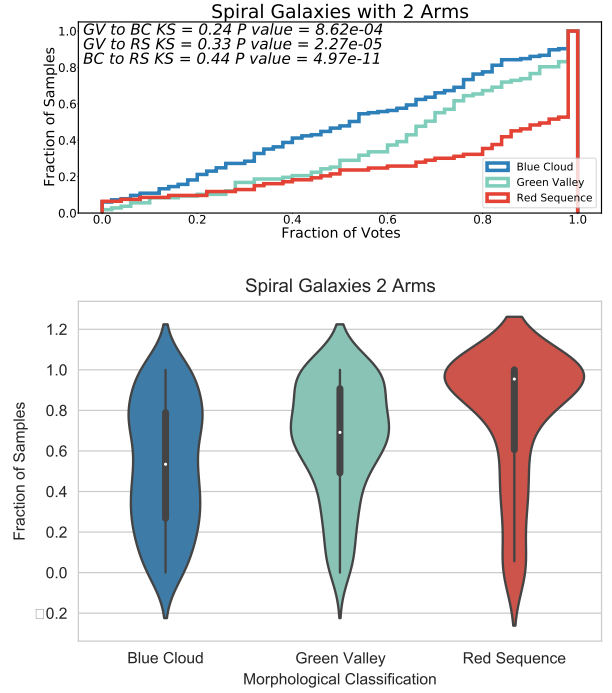 Spiral Galaxies with 2 Arms
GV to BC KS = 0.24 P value = 8.62e-04
GV to RS KS = 0.33 P value = 2.27e-05
BC to RS KS = 0.44 P value = 4.97e-11
Fraction of Samples
1.0
0.8
0.6
0.4
0.2
0.0
Blue Cloud
Green Valley
Red Sequence
0.0 0.2 0.4 0.6 0.8 1.0
Fraction of Votes
Spiral Galaxies 2 Arms
Fraction of Samples
1.2
1.0
0.8
0.6
0.4
0.2
0.0
□0.2
Blue Cloud Green Valley Red Sequence
Morphological Classification